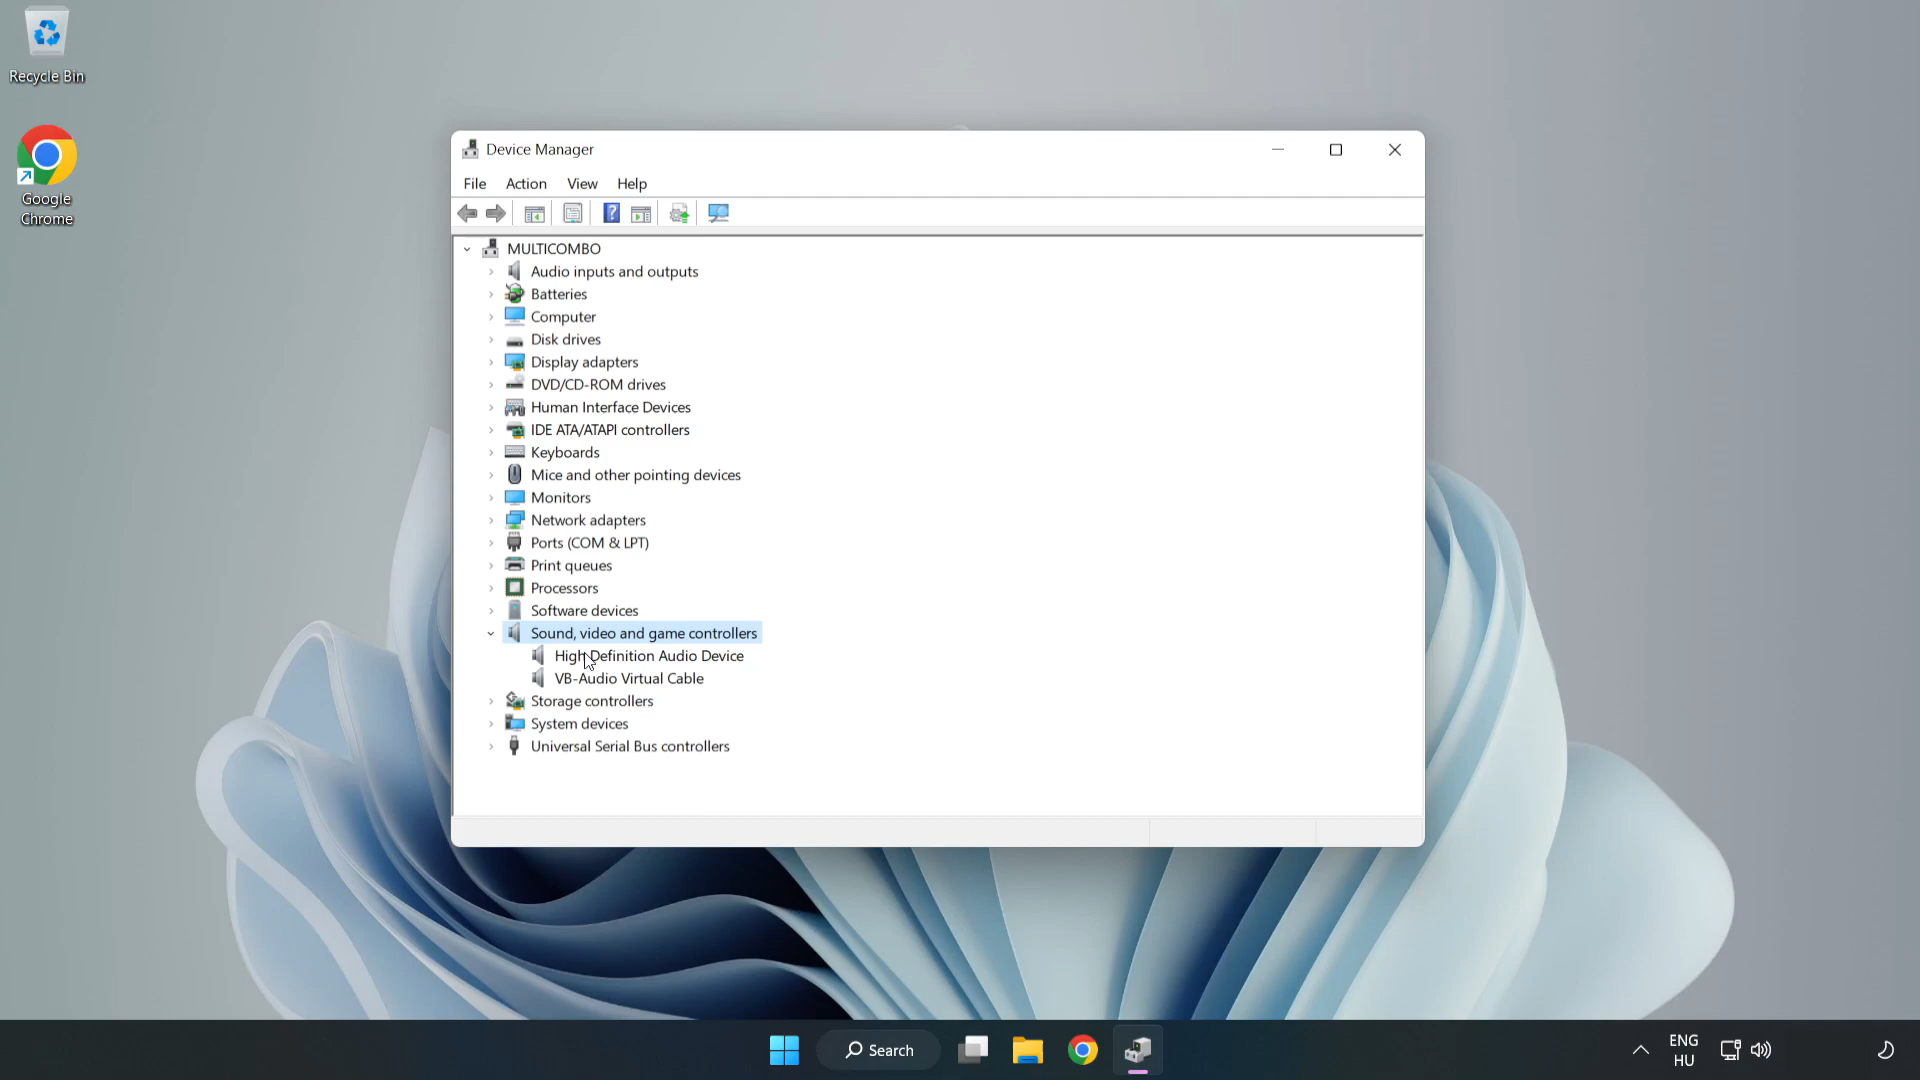 Recycle Bin
Google
Chrome
Device Manager
File Action View Help
MULTICOMBO
Audio inputs and outputs
Batteries
Computer
Disk drives
Display adapters
DVD/CD-ROM drives
Human Interface Devices
IDE ATA/ATAPI controllers
Keyboards
Mice and other pointing devices
Monitors
Network adapters
Ports (COM & LPT)
Print queues
Processors
Software devices
Sound, video and game controllers
High Definition Audio Device
VB-Audio Virtual Cable
Storage controllers
System devices
Universal Serial Bus controllers
Search
ENG
HU